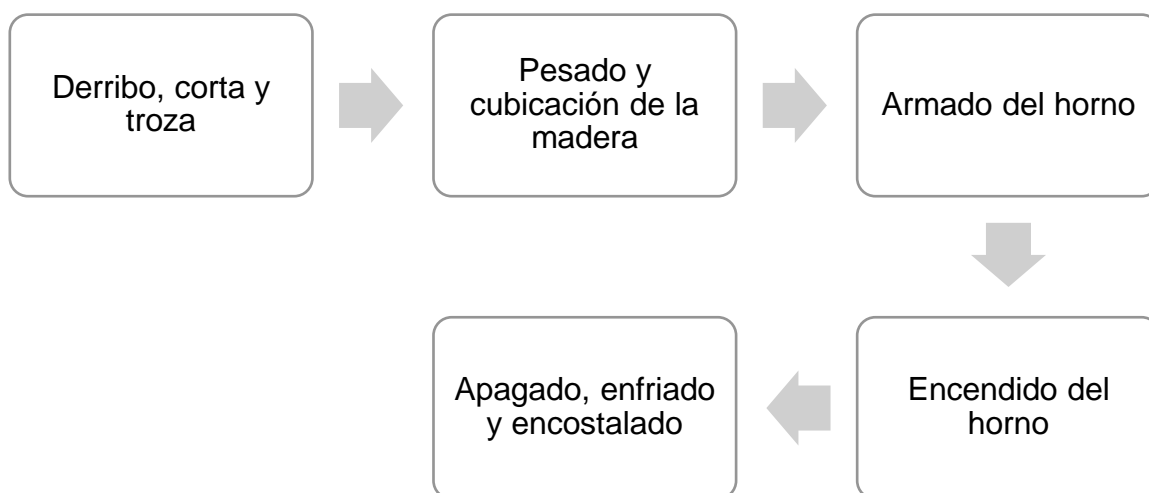 Derribo, corta y
troza
Pesado y
cubicación de la
madera
Armado del horno
Encendido del
horno
Apagado, enfriado
y encostalado